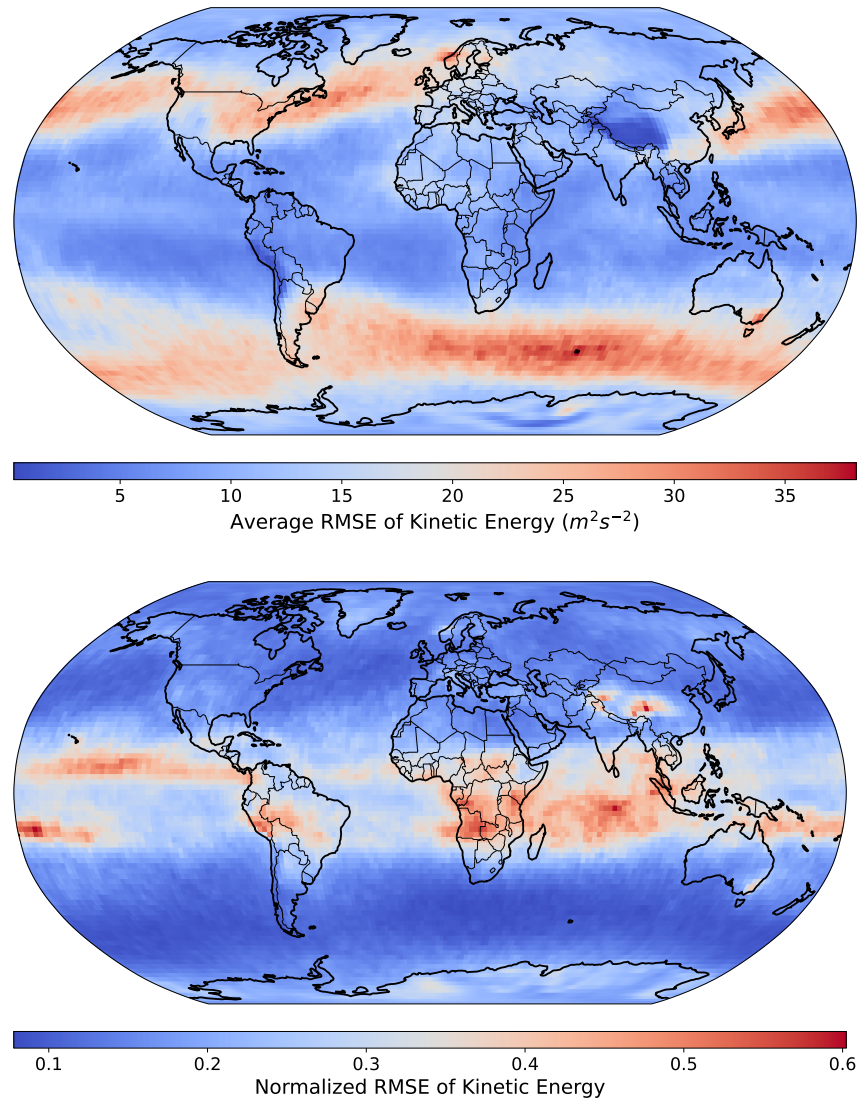 5 10 15 20 25 30 35
Average RMSE of Kinetic Energy (m²s⁻²)
0.1 0.2 0.3 0.4 0.5 0.6
Normalized RMSE of Kinetic Energy